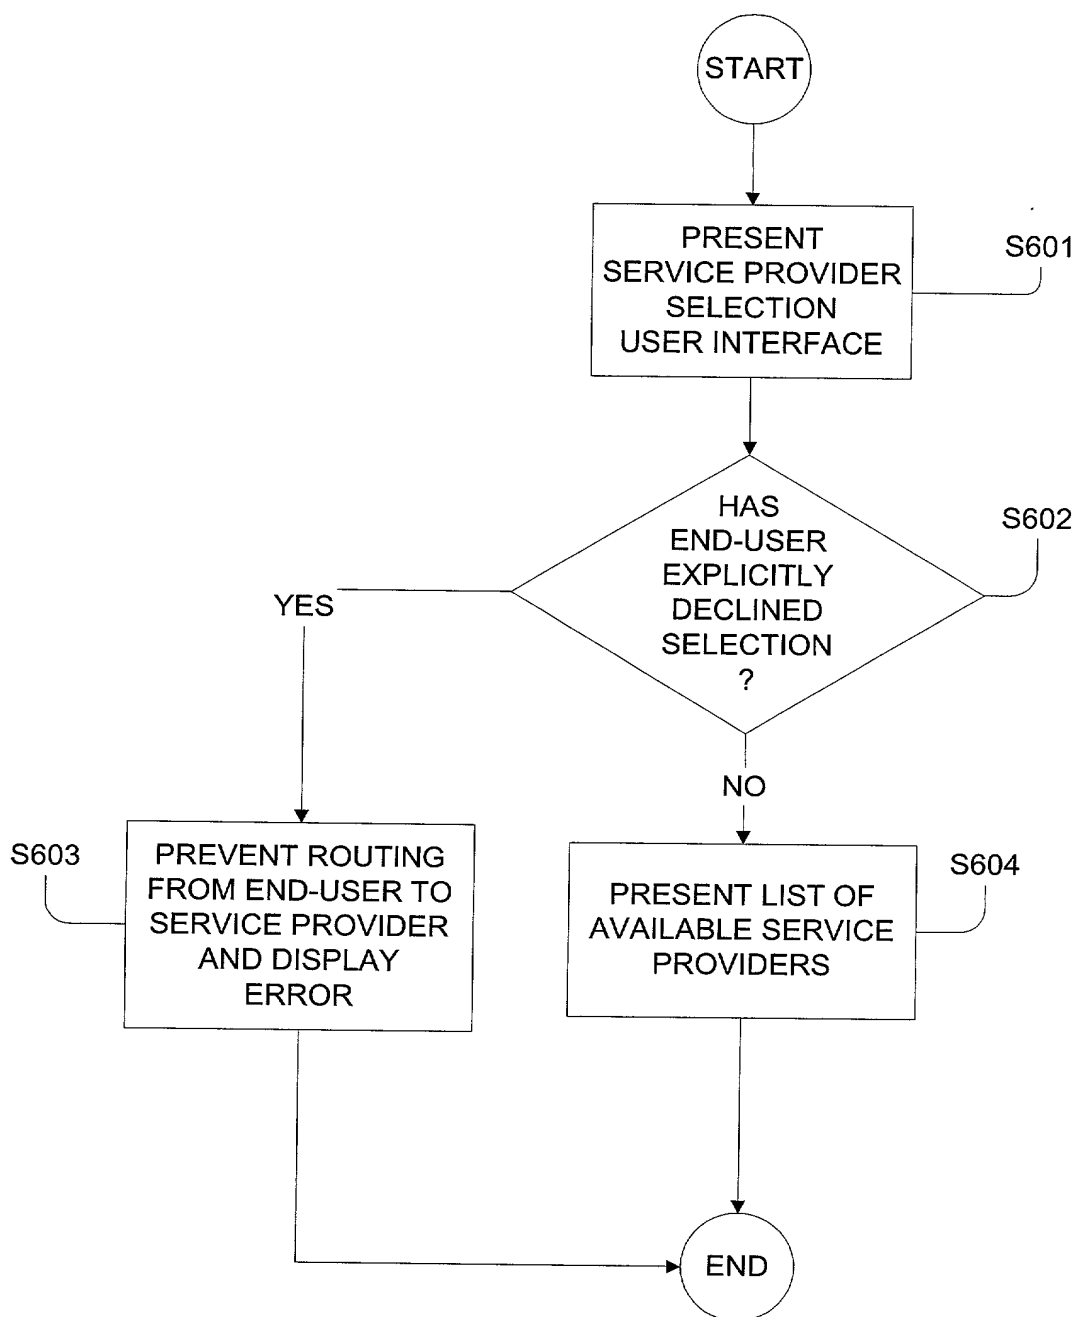 START
PRESENT
SERVICE PROVIDER
SELECTION
USER INTERFACE
S601
HAS
END-USER
EXPLICITLY
DECLINED
SELECTION
?
S602
YES
NO
S603
PREVENT ROUTING
FROM END-USER TO
SERVICE PROVIDER
AND DISPLAY
ERROR
PRESENT LIST OF
AVAILABLE SERVICE
PROVIDERS
S604
END